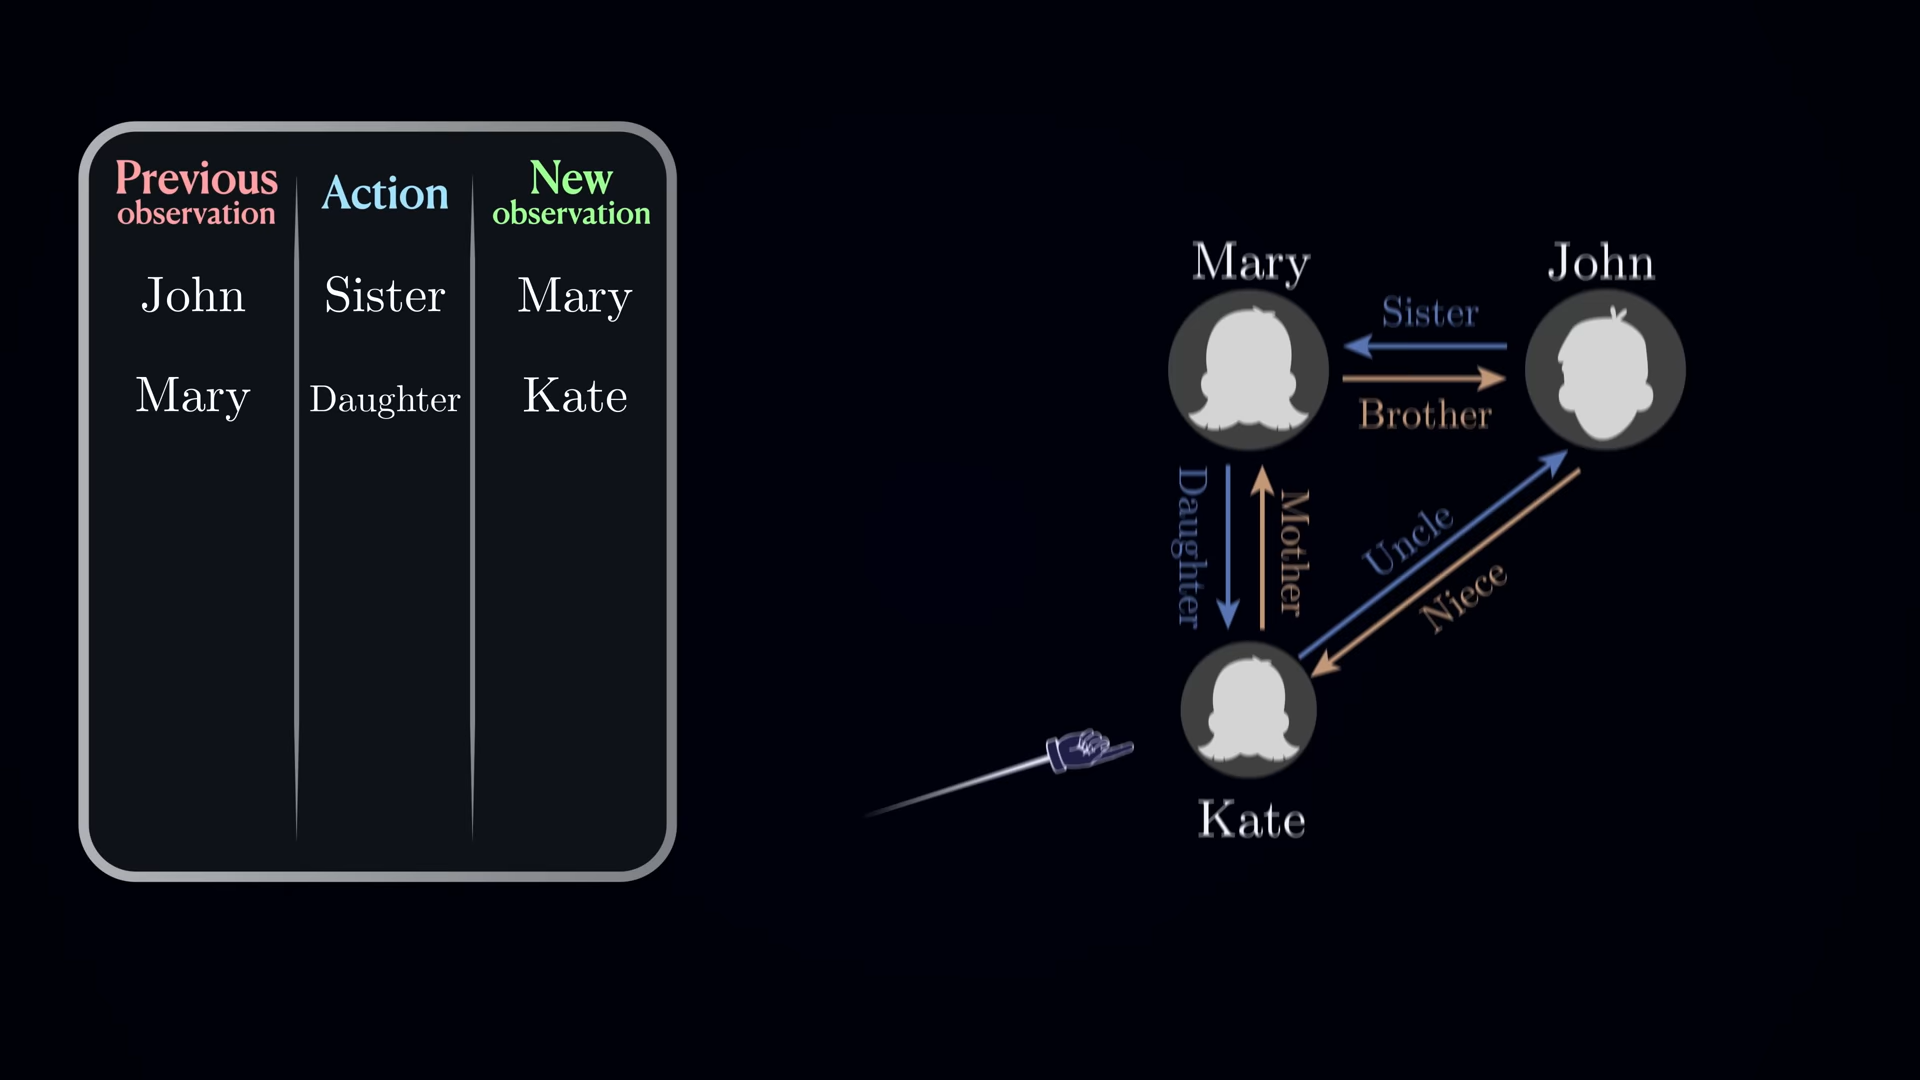 Previous
observation
Action
New
observation
John
Sister
Mary
Mary
Daughter
Kate
Mary
John
Sister
Brother
Daughter
Mother
Uncle
Niece
Kate